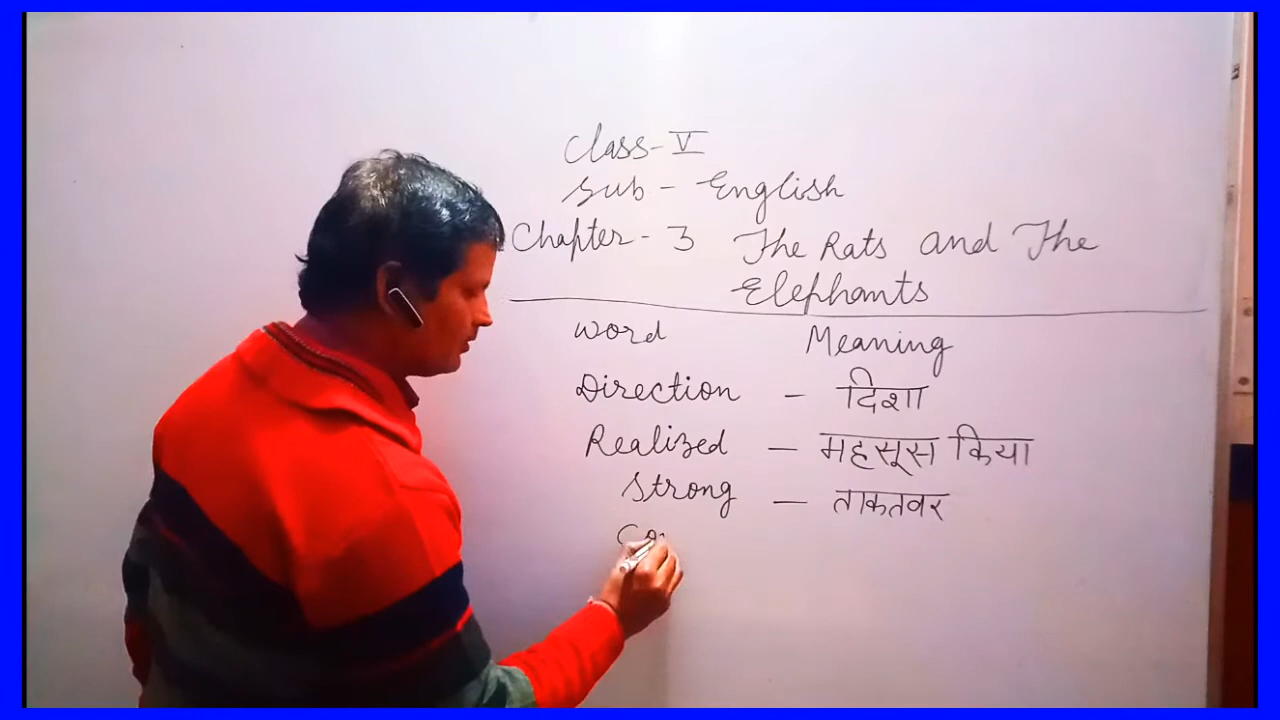 Class-V
Sub - English
Chapter - 3 The Rats and The
Elephants
Word Meaning
Direction - दिशा
Realized - महसूस किया
Strong - ताकतवर